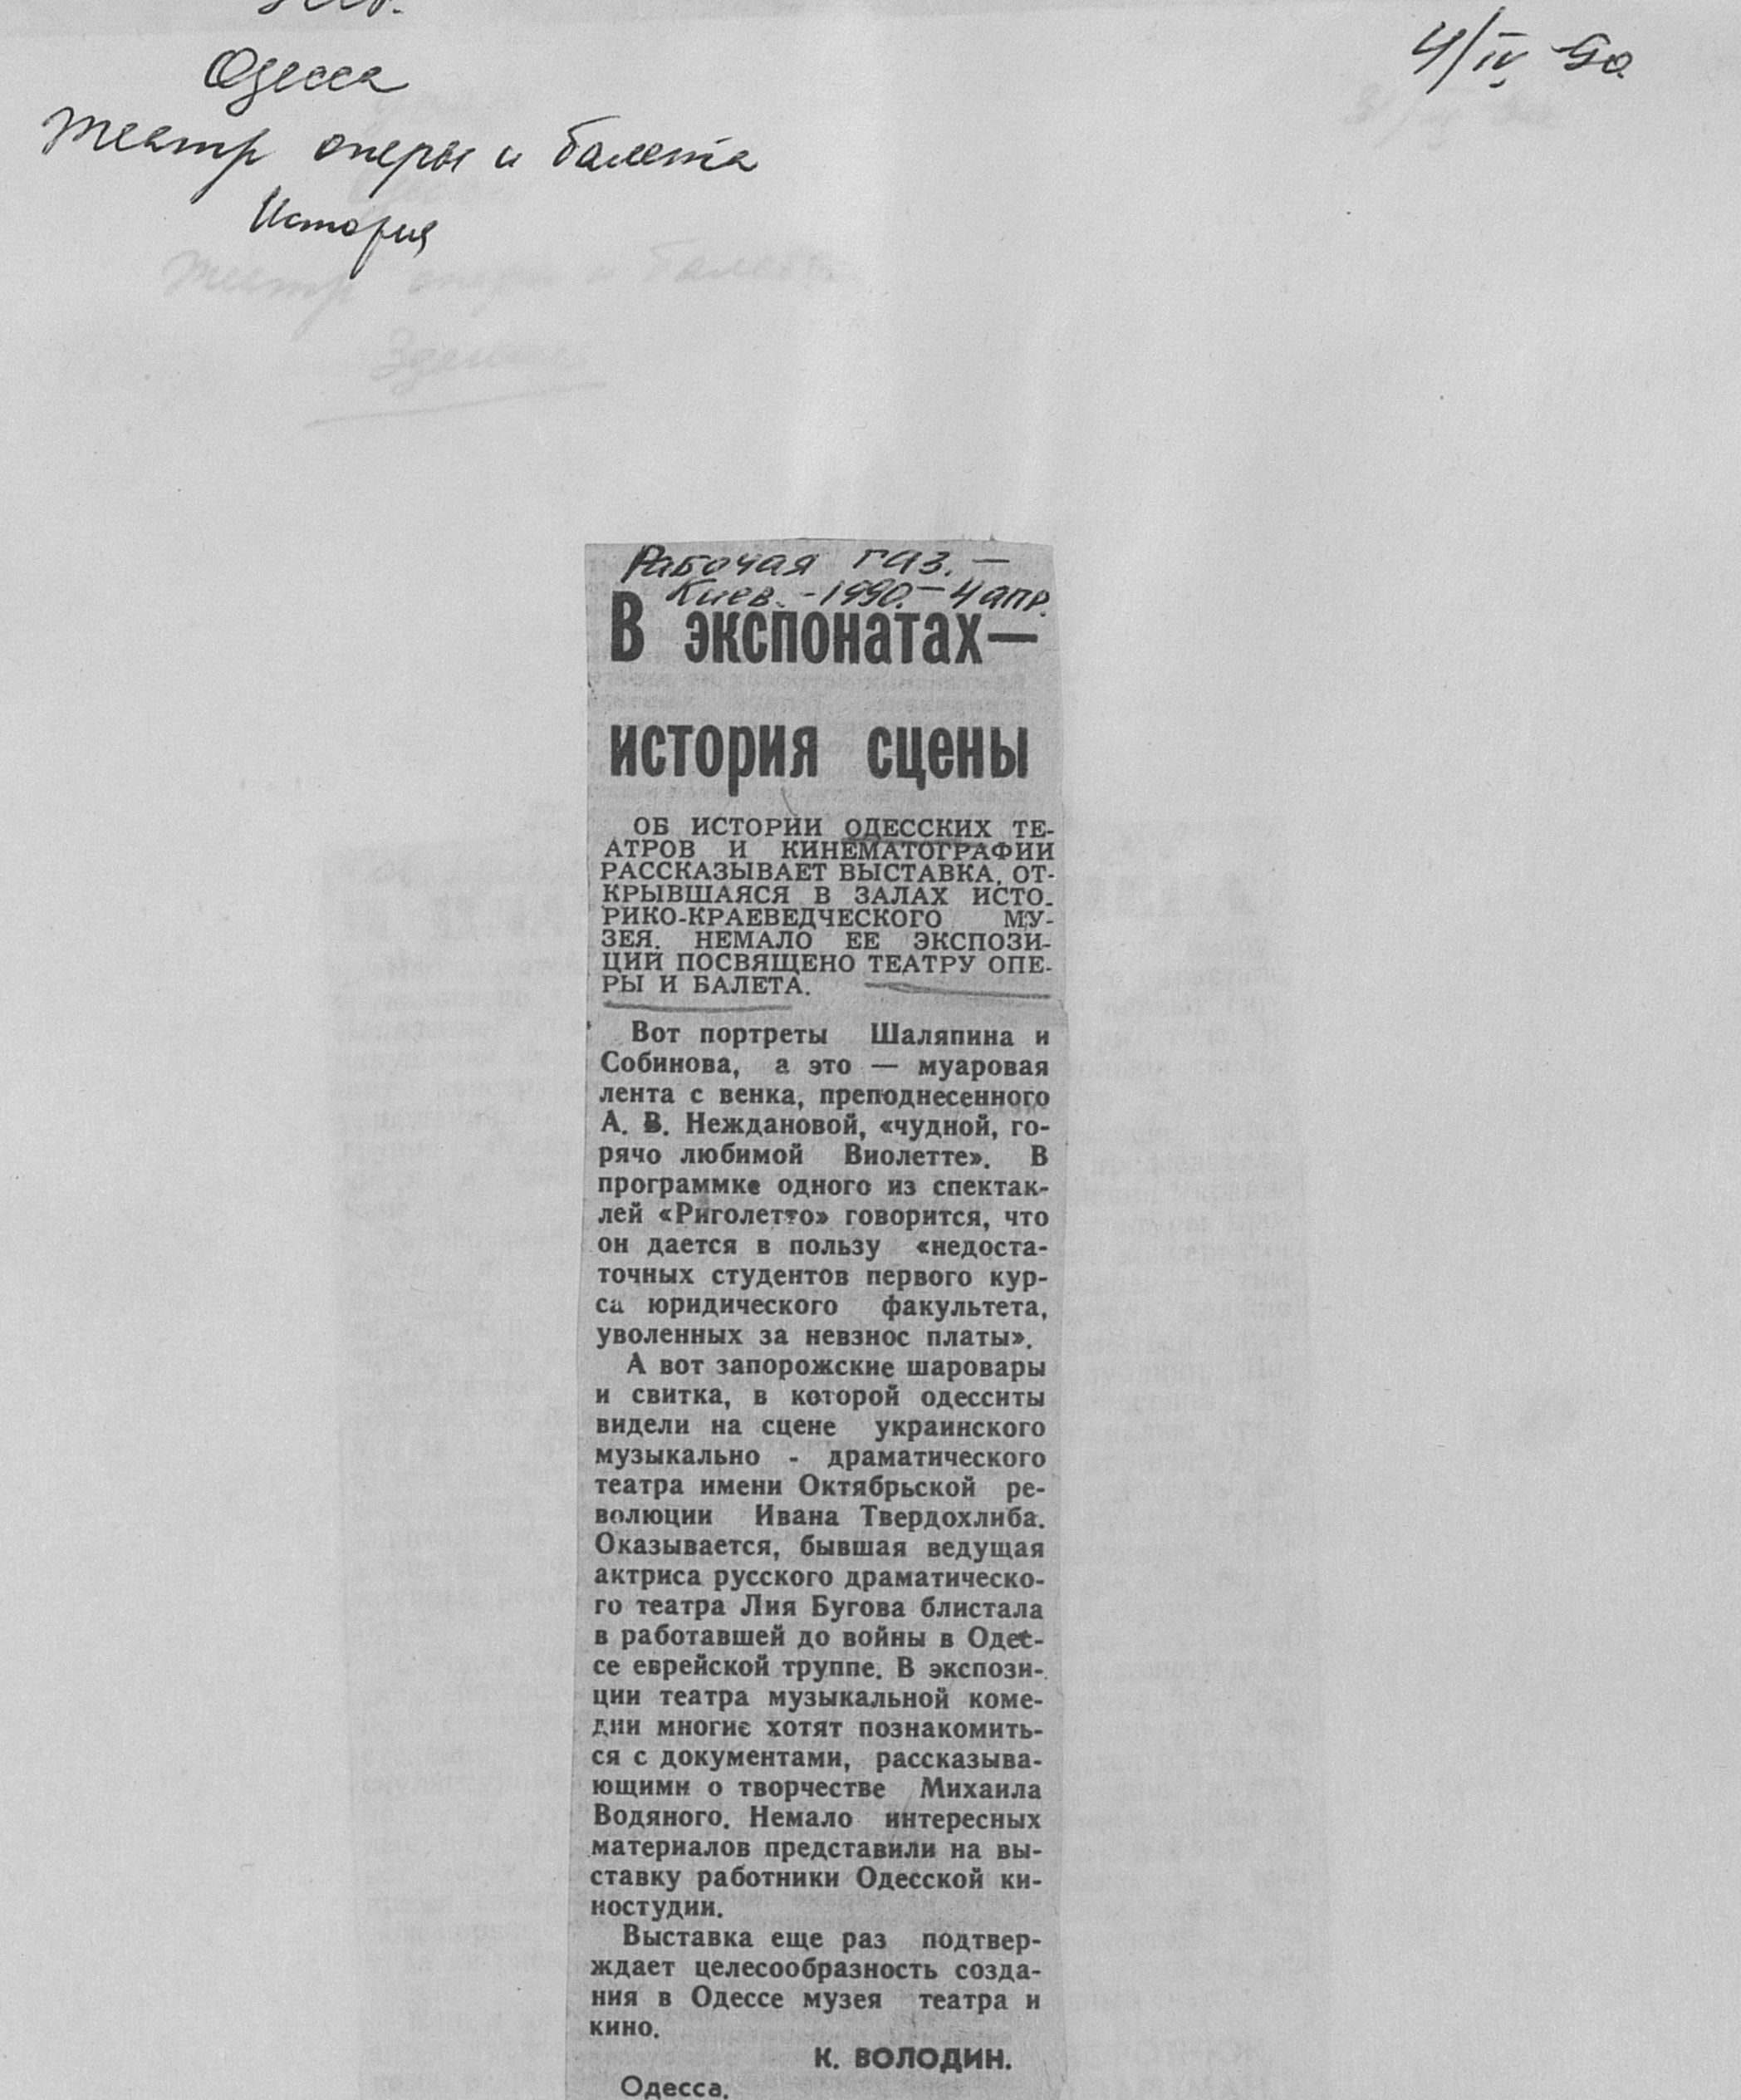 Одесса
4/IV 90
Театр оперы и балета
История
Рабочая газ. –
Киев. – 1990. – 4 апр.
В экспонатах —
история сцены
ОБ ИСТОРИИ ОДЕССКИХ ТЕ-
АТРОВ И КИНЕМАТОГРАФИИ
РАССКАЗЫВАЕТ ВЫСТАВКА, ОТ-
КРЫВШАЯСЯ В ЗАЛАХ ИСТО-
РИКО-КРАЕВЕДЧЕСКОГО МУ-
ЗЕЯ. НЕМАЛО ЕЕ ЭКСПОЗИ-
ЦИЙ ПОСВЯЩЕНО ТЕАТРУ ОПЕ-
РЫ И БАЛЕТА.
Вот портреты Шаляпина и
Собинова, а это — муаровая
лента с венка, преподнесенного
А. В. Неждановой, «чудной, го-
рячо любимой Виолетте». В
программке одного из спектак-
лей «Риголетто» говорится, что
он дается в пользу «недоста-
точных студентов первого кур-
са юридического факультета,
уволенных за невзнос платы».
А вот запорожские шаровары
и свитка, в которой одесситы
видели на сцене украинского
музыкально - драматического
театра имени Октябрьской ре-
волюции Ивана Твердохлиба.
Оказывается, бывшая ведущая
актриса русского драматическо-
го театра Лия Бугова блистала
в работавшей до войны в Одес-
се еврейской труппе. В экспози-
ции театра музыкальной коме-
дии многие хотят познакомить-
ся с документами, рассказыва-
ющими о творчестве Михаила
Водяного. Немало интересных
материалов представили на вы-
ставку работники Одесской ки-
ностудии.
Выставка еще раз подтвер-
ждает целесообразность созда-
ния в Одессе музея театра и
кино.
К. ВОЛОДИН.
Одесса.